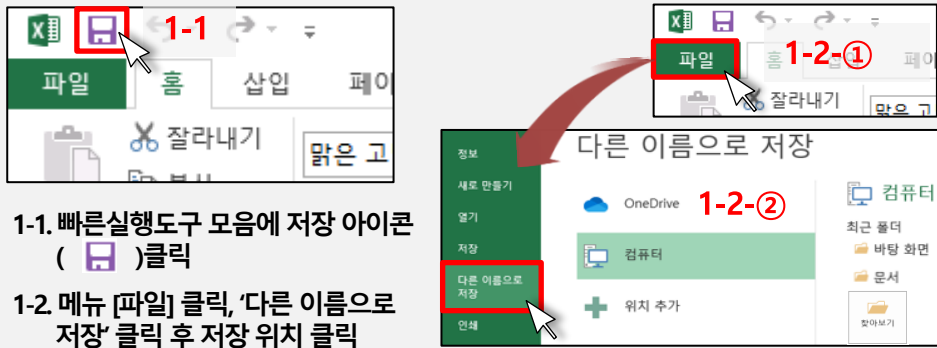 1-1
파일 홈 삽입 페이
잘라내기
맑은 고
1-1. 빠른실행도구 모음에 저장 아이콘
( )클릭
1-2. 메뉴 [파일] 클릭, ‘다른 이름으로
저장’ 클릭 후 저장 위치 클릭
파일 홈 1-2-①
잘라내기
맑은 고
정보
새로 만들기
열기
저장
다른 이름으로
저장
인쇄
다른 이름으로 저장
OneDrive 1-2-②
컴퓨터
위치 추가
컴퓨터
최근 폴더
바탕 화면
문서
찾아보기